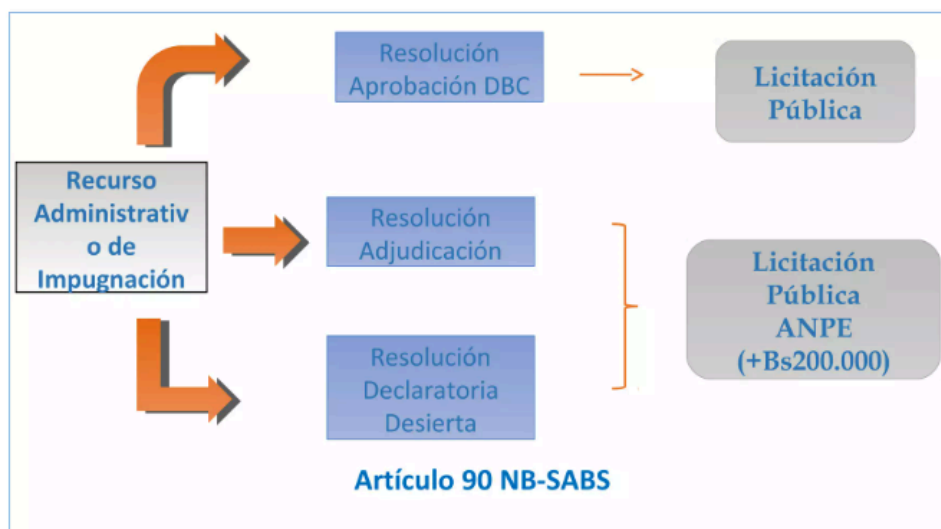 Resolución
Aprobación DBC
Licitación
Pública
Recurso
Administrativ
o de
Impugnación
Resolución
Adjudicación
Licitación
Pública
ANPE
(+Bs200.000)
Resolución
Declaratoria
Desierta
Artículo 90 NB-SABS